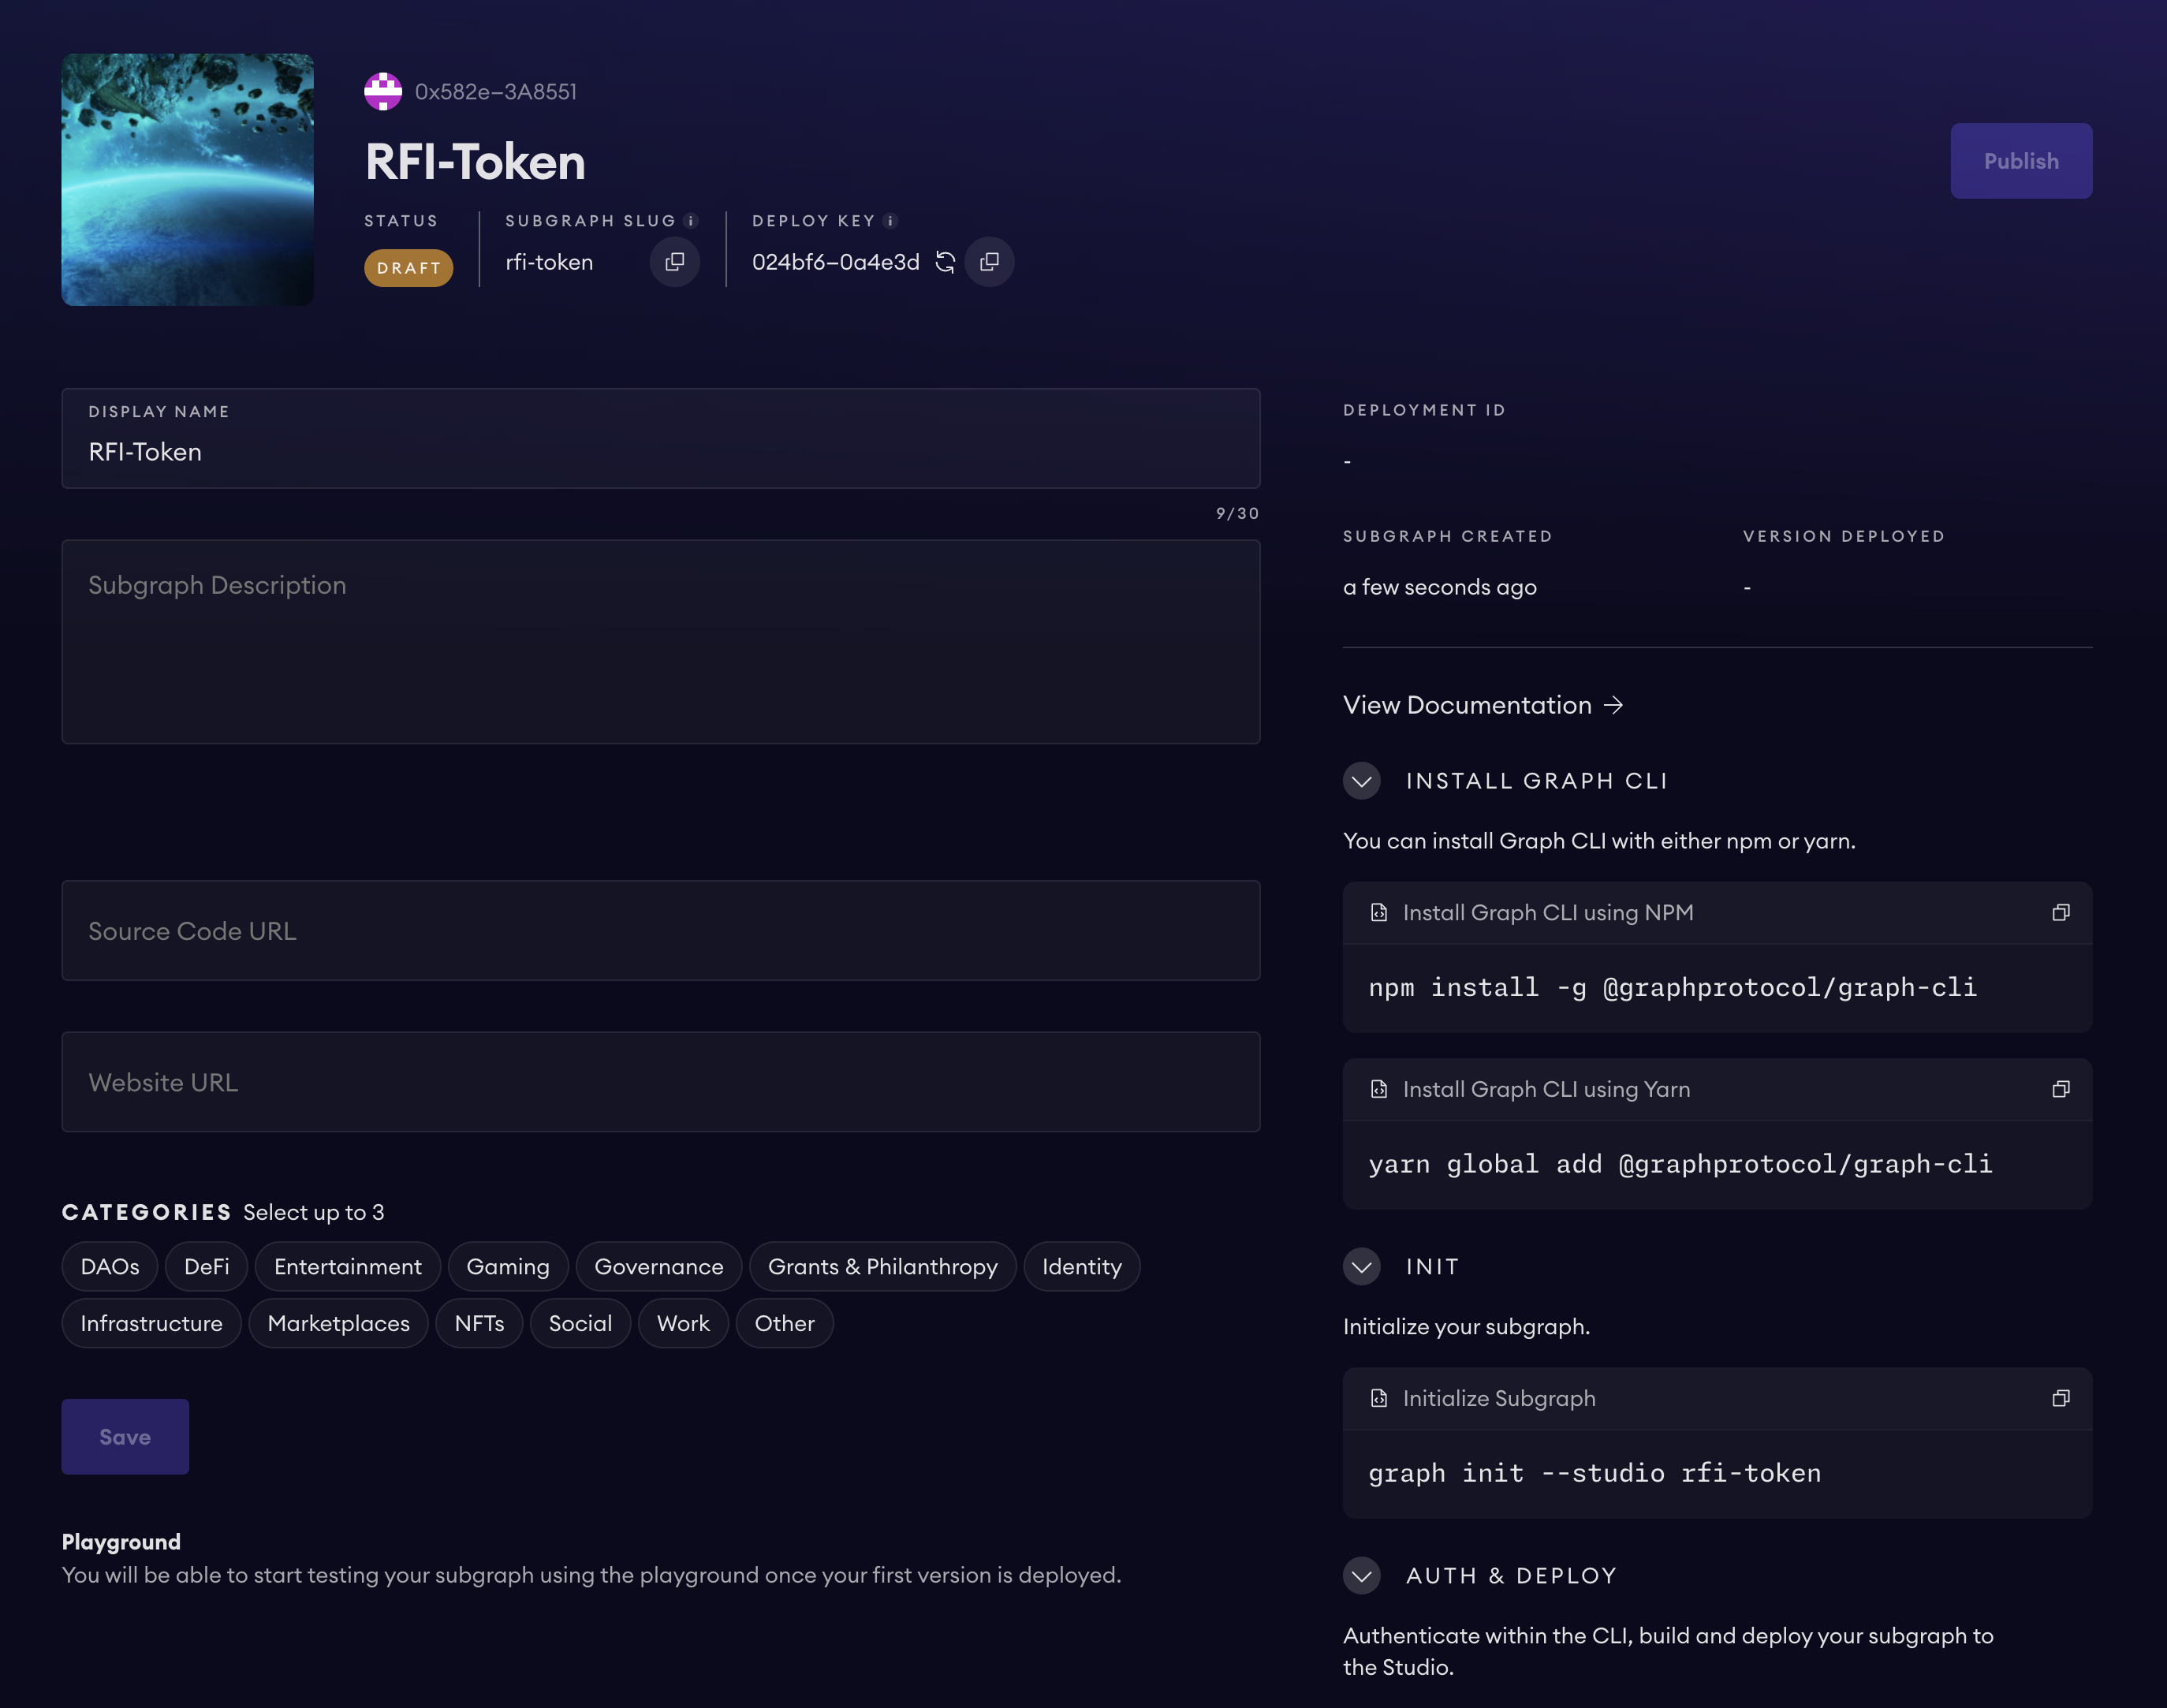 0x582e–3A8551
RFI-Token
Publish
STATUS
DRAFT
SUBGRAPH SLUG
rfi-token
DEPLOY KEY
024bf6–0a4e3d
DISPLAY NAME
RFI-Token
9/30
Subgraph Description
Source Code URL
Website URL
CATEGORIES Select up to 3
DAOs DeFi Entertainment Gaming Governance Grants & Philanthropy Identity
Infrastructure Marketplaces NFTs Social Work Other
Save
Playground
You will be able to start testing your subgraph using the playground once your first version is deployed.
DEPLOYMENT ID
-
SUBGRAPH CREATED
a few seconds ago
VERSION DEPLOYED
-
View Documentation →
INSTALL GRAPH CLI
You can install Graph CLI with either npm or yarn.
Install Graph CLI using NPM
npm install -g @graphprotocol/graph-cli
Install Graph CLI using Yarn
yarn global add @graphprotocol/graph-cli
INIT
Initialize your subgraph.
Initialize Subgraph
graph init --studio rfi-token
AUTH & DEPLOY
Authenticate within the CLI, build and deploy your subgraph to
the Studio.